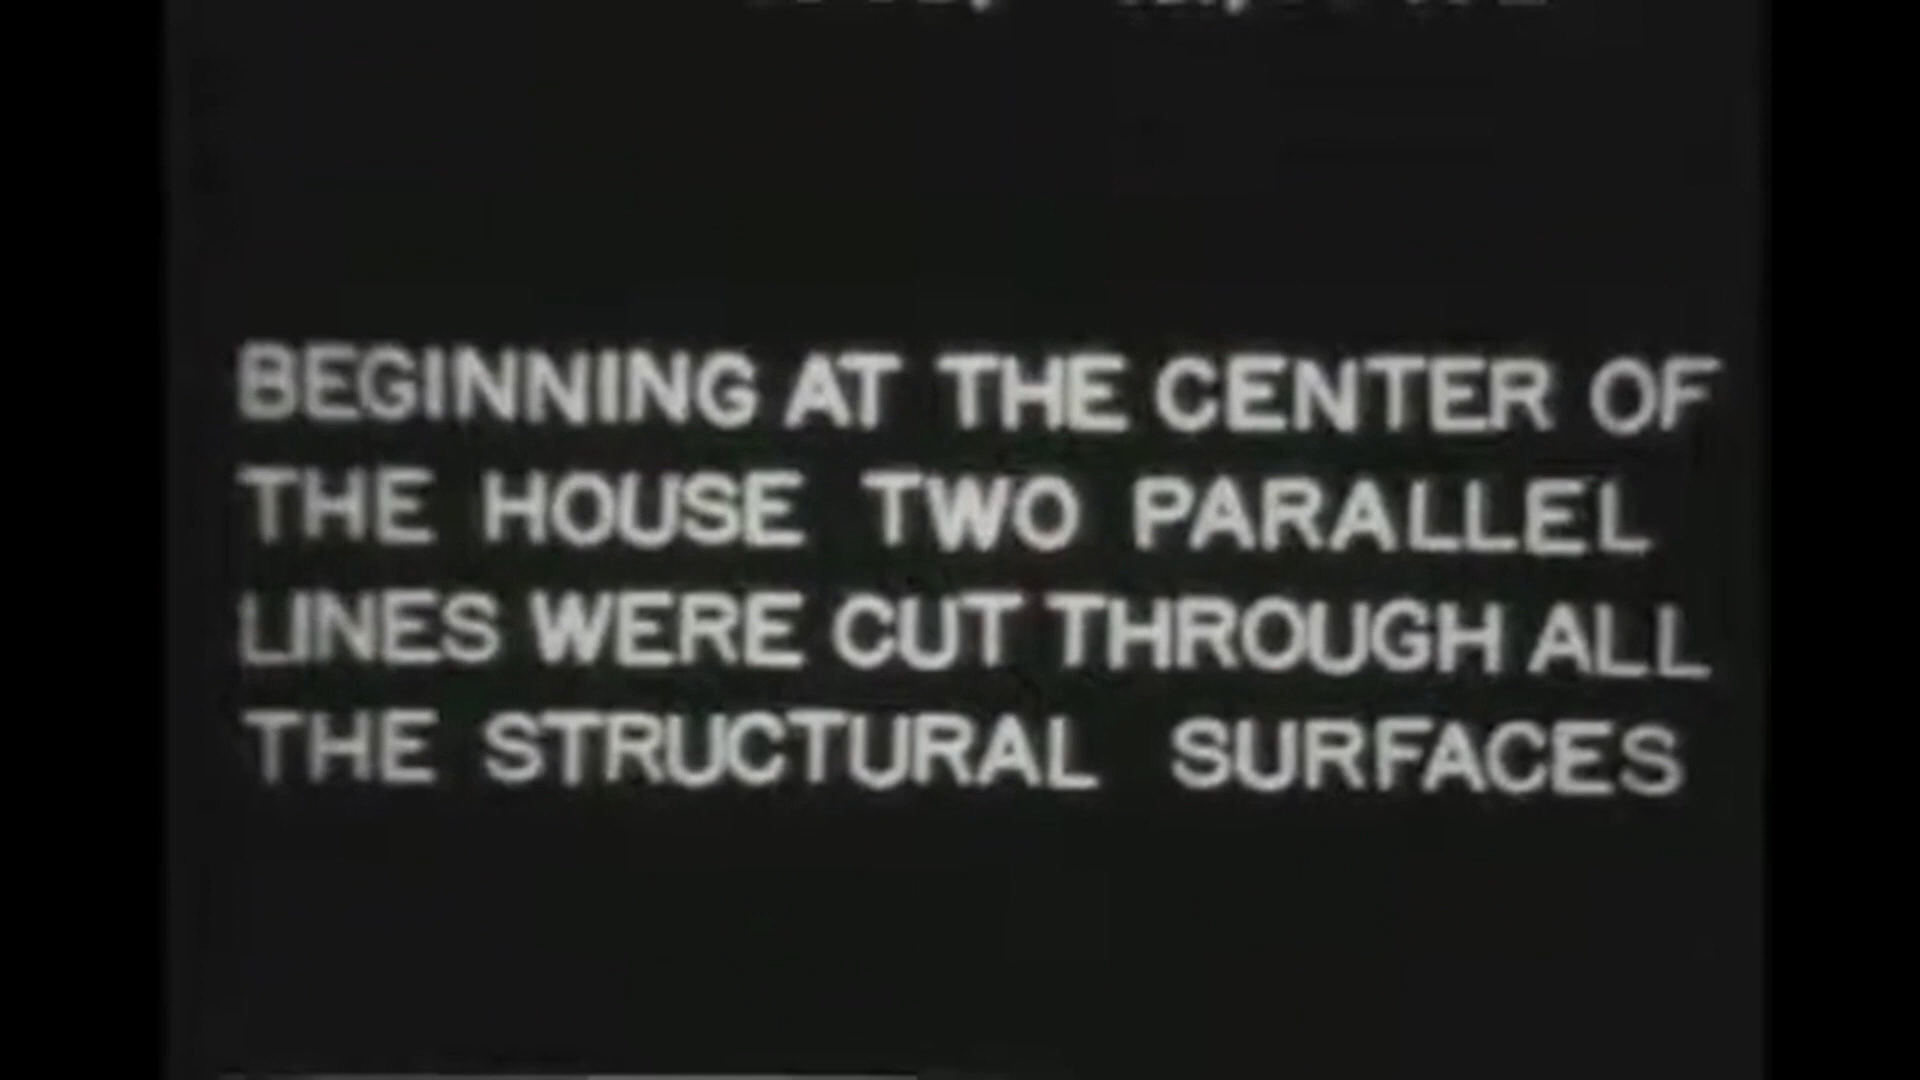 BEGINNING AT THE CENTER OF
THE HOUSE TWO PARALLEL
LINES WERE CUT THROUGH ALL
THE STRUCTURAL SURFACES